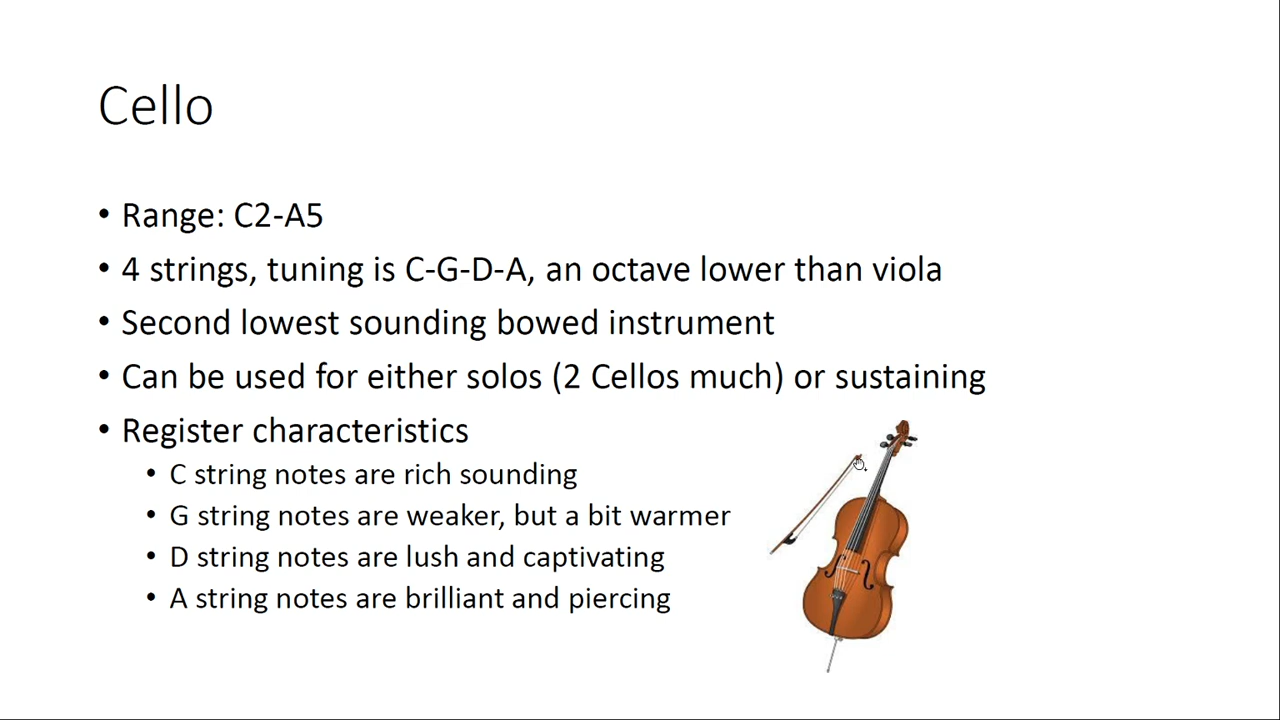 Cello
• Range: C2-A5
• 4 strings, tuning is C-G-D-A, an octave lower than viola
• Second lowest sounding bowed instrument
• Can be used for either solos (2 Cellos much) or sustaining
• Register characteristics
• C string notes are rich sounding
• G string notes are weaker, but a bit warmer
• D string notes are lush and captivating
• A string notes are brilliant and piercing